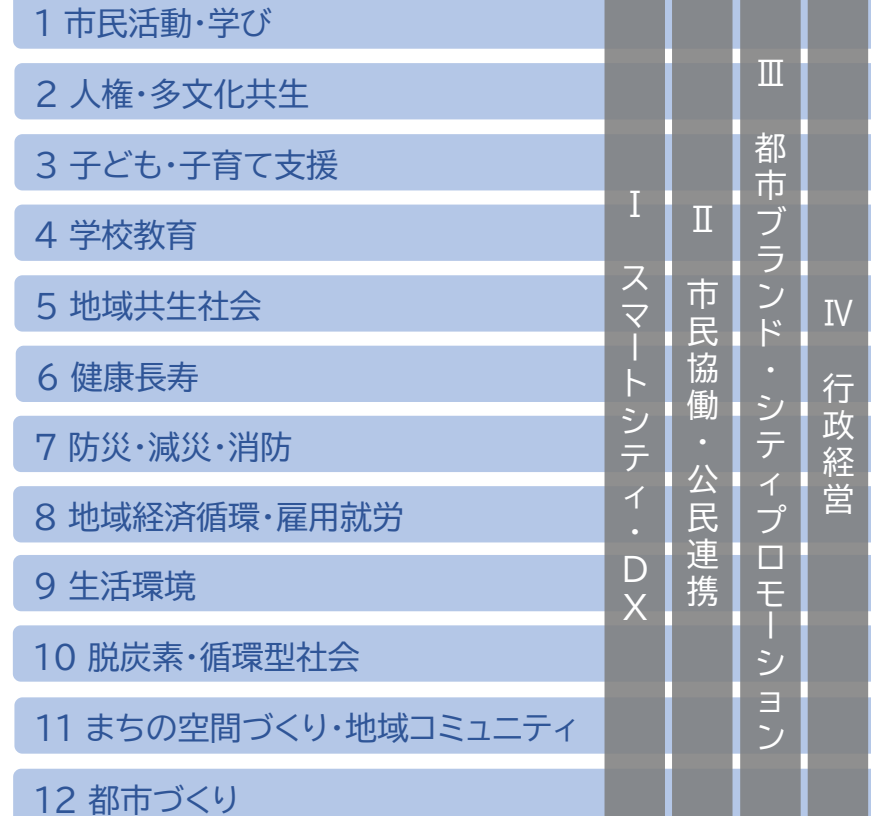 1 市民活動・学び
2 人権・多文化共生
3 子ども・子育て支援
4 学校教育
5 地域共生社会
6 健康長寿
7 防災・減災・消防
8 地域経済循環・雇用就労
9 生活環境
10 脱炭素・循環型社会
11 まちの空間づくり・地域コミュニティ
12 都市づくり
Ⅰ スマートシティ・DX
Ⅱ 市民協働・公民連携
Ⅲ 都市ブランド・シティプロモーション
Ⅳ 行政経営